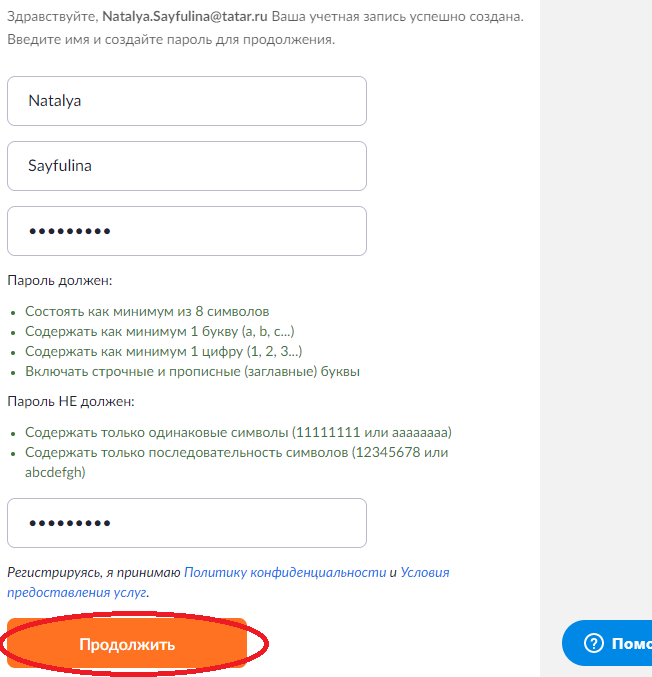 Здравствуйте, Natalya.Sayfulina@tatar.ru Ваша учетная запись успешно создана.
Введите имя и создайте пароль для продолжения.
Natalya
Sayfulina
•••••••••
Пароль должен:
• Состоять как минимум из 8 символов
• Содержать как минимум 1 букву (a, b, c...)
• Содержать как минимум 1 цифру (1, 2, 3...)
• Включать строчные и прописные (заглавные) буквы
Пароль НЕ должен:
• Содержать только одинаковые символы (11111111 или aaaaaaaa)
• Содержать только последовательность символов (12345678 или
abcdefgh)
•••••••••
Регистрируясь, я принимаю Политику конфиденциальности и Условия
предоставления услуг.
Продолжить
Помо